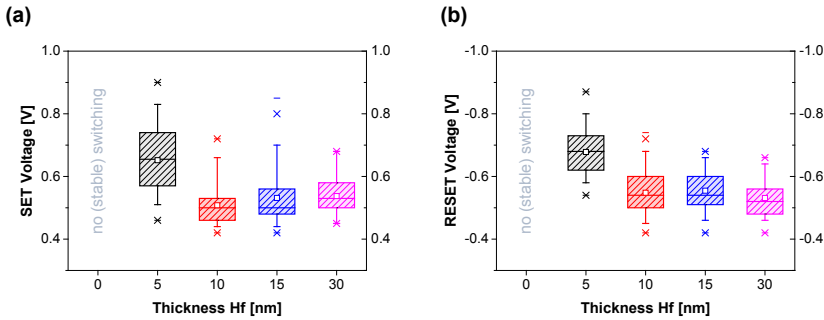 (a)
SET Voltage [V]
1.0
0.8
0.6
0.4
no (stable) switching
1.0
0.8
0.6
0.4
0 5 10 15 30
Thickness Hf [nm]
(b)
RESET Voltage [V]
-1.0
-0.8
-0.6
-0.4
no (stable) switching
-1.0
-0.8
-0.6
-0.4
0 5 10 15 30
Thickness Hf [nm]